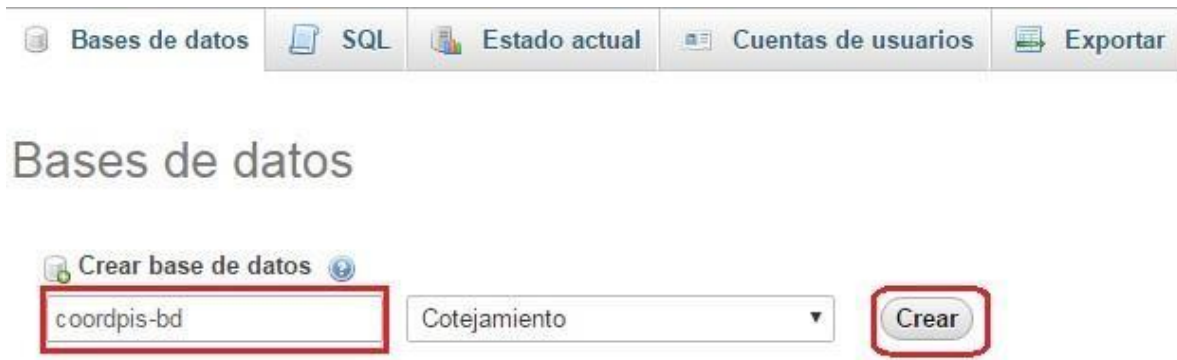 Bases de datos SQL Estado actual Cuentas de usuarios Exportar
Bases de datos
Crear base de datos
coordpis-bd Cotejamiento Crear